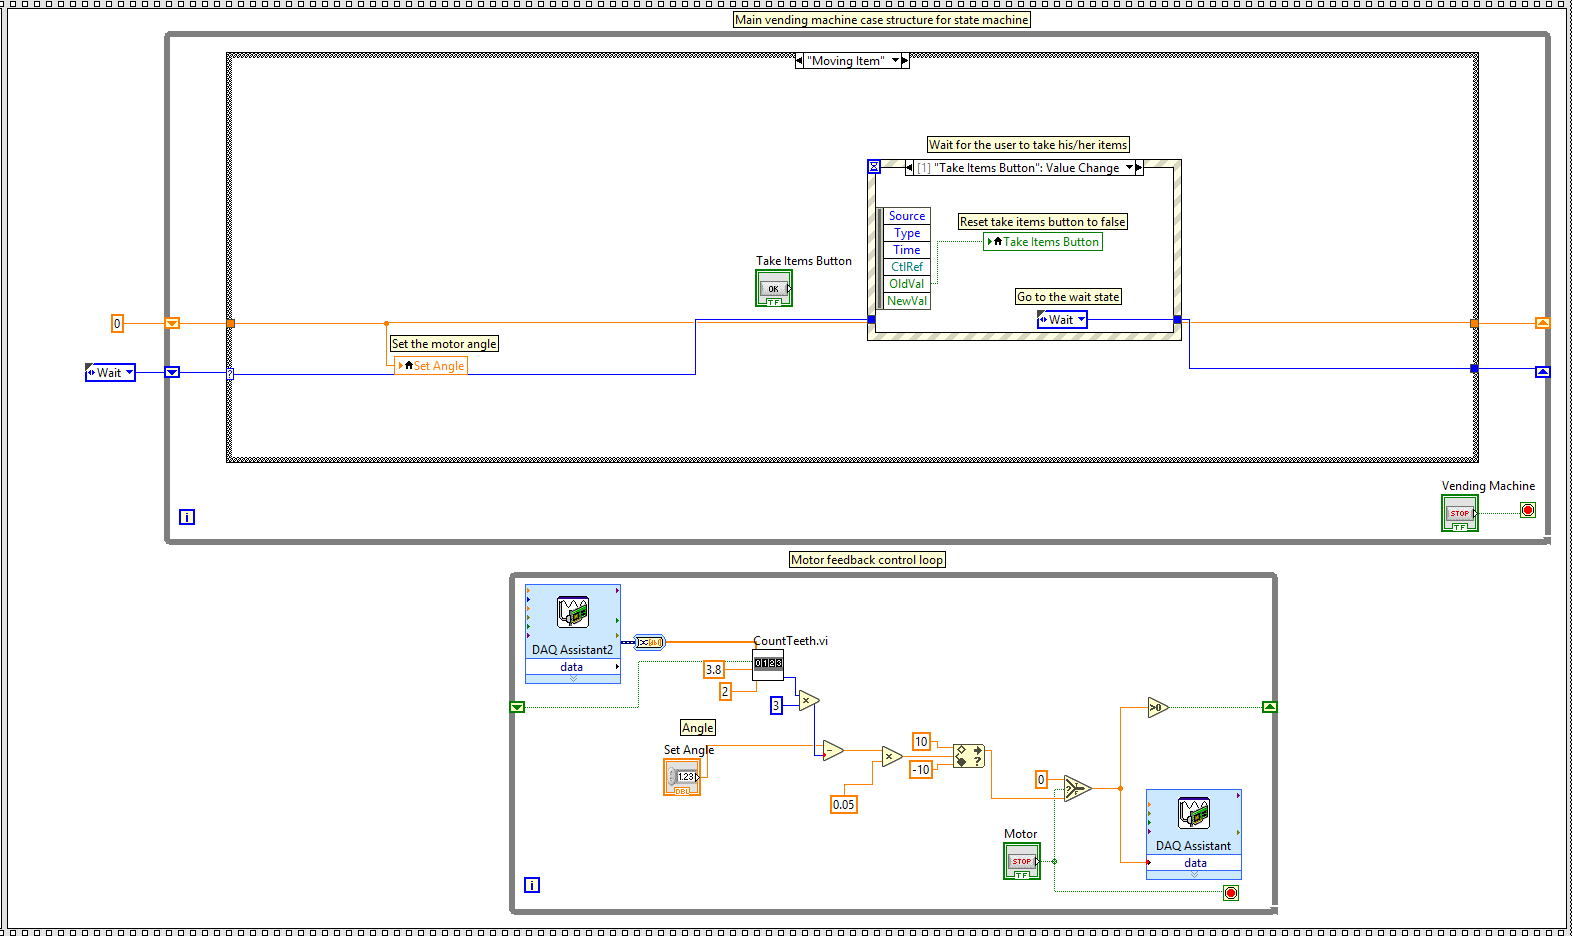 Main vending machine case structure for state machine
"Moving Item"
Wait for the user to take his/her items
[1] "Take Items Button": Value Change
Source
Type
Time
CtlRef
OldVal
NewVal
Reset take items button to false
Take Items Button
Take Items Button
OK
TF
Go to the wait state
Wait
0
Set the motor angle
Set Angle
Wait
?
i
Vending Machine
STOP
TF
Motor feedback control loop
DAQ Assistant2
data
CountTeeth.vi
0123
3.8
2
3
×
Angle
Set Angle
1.23
DBL
-
×
0.05
10
-10
?
0
?
T
F
>0
Motor
STOP
TF
DAQ Assistant
data
i